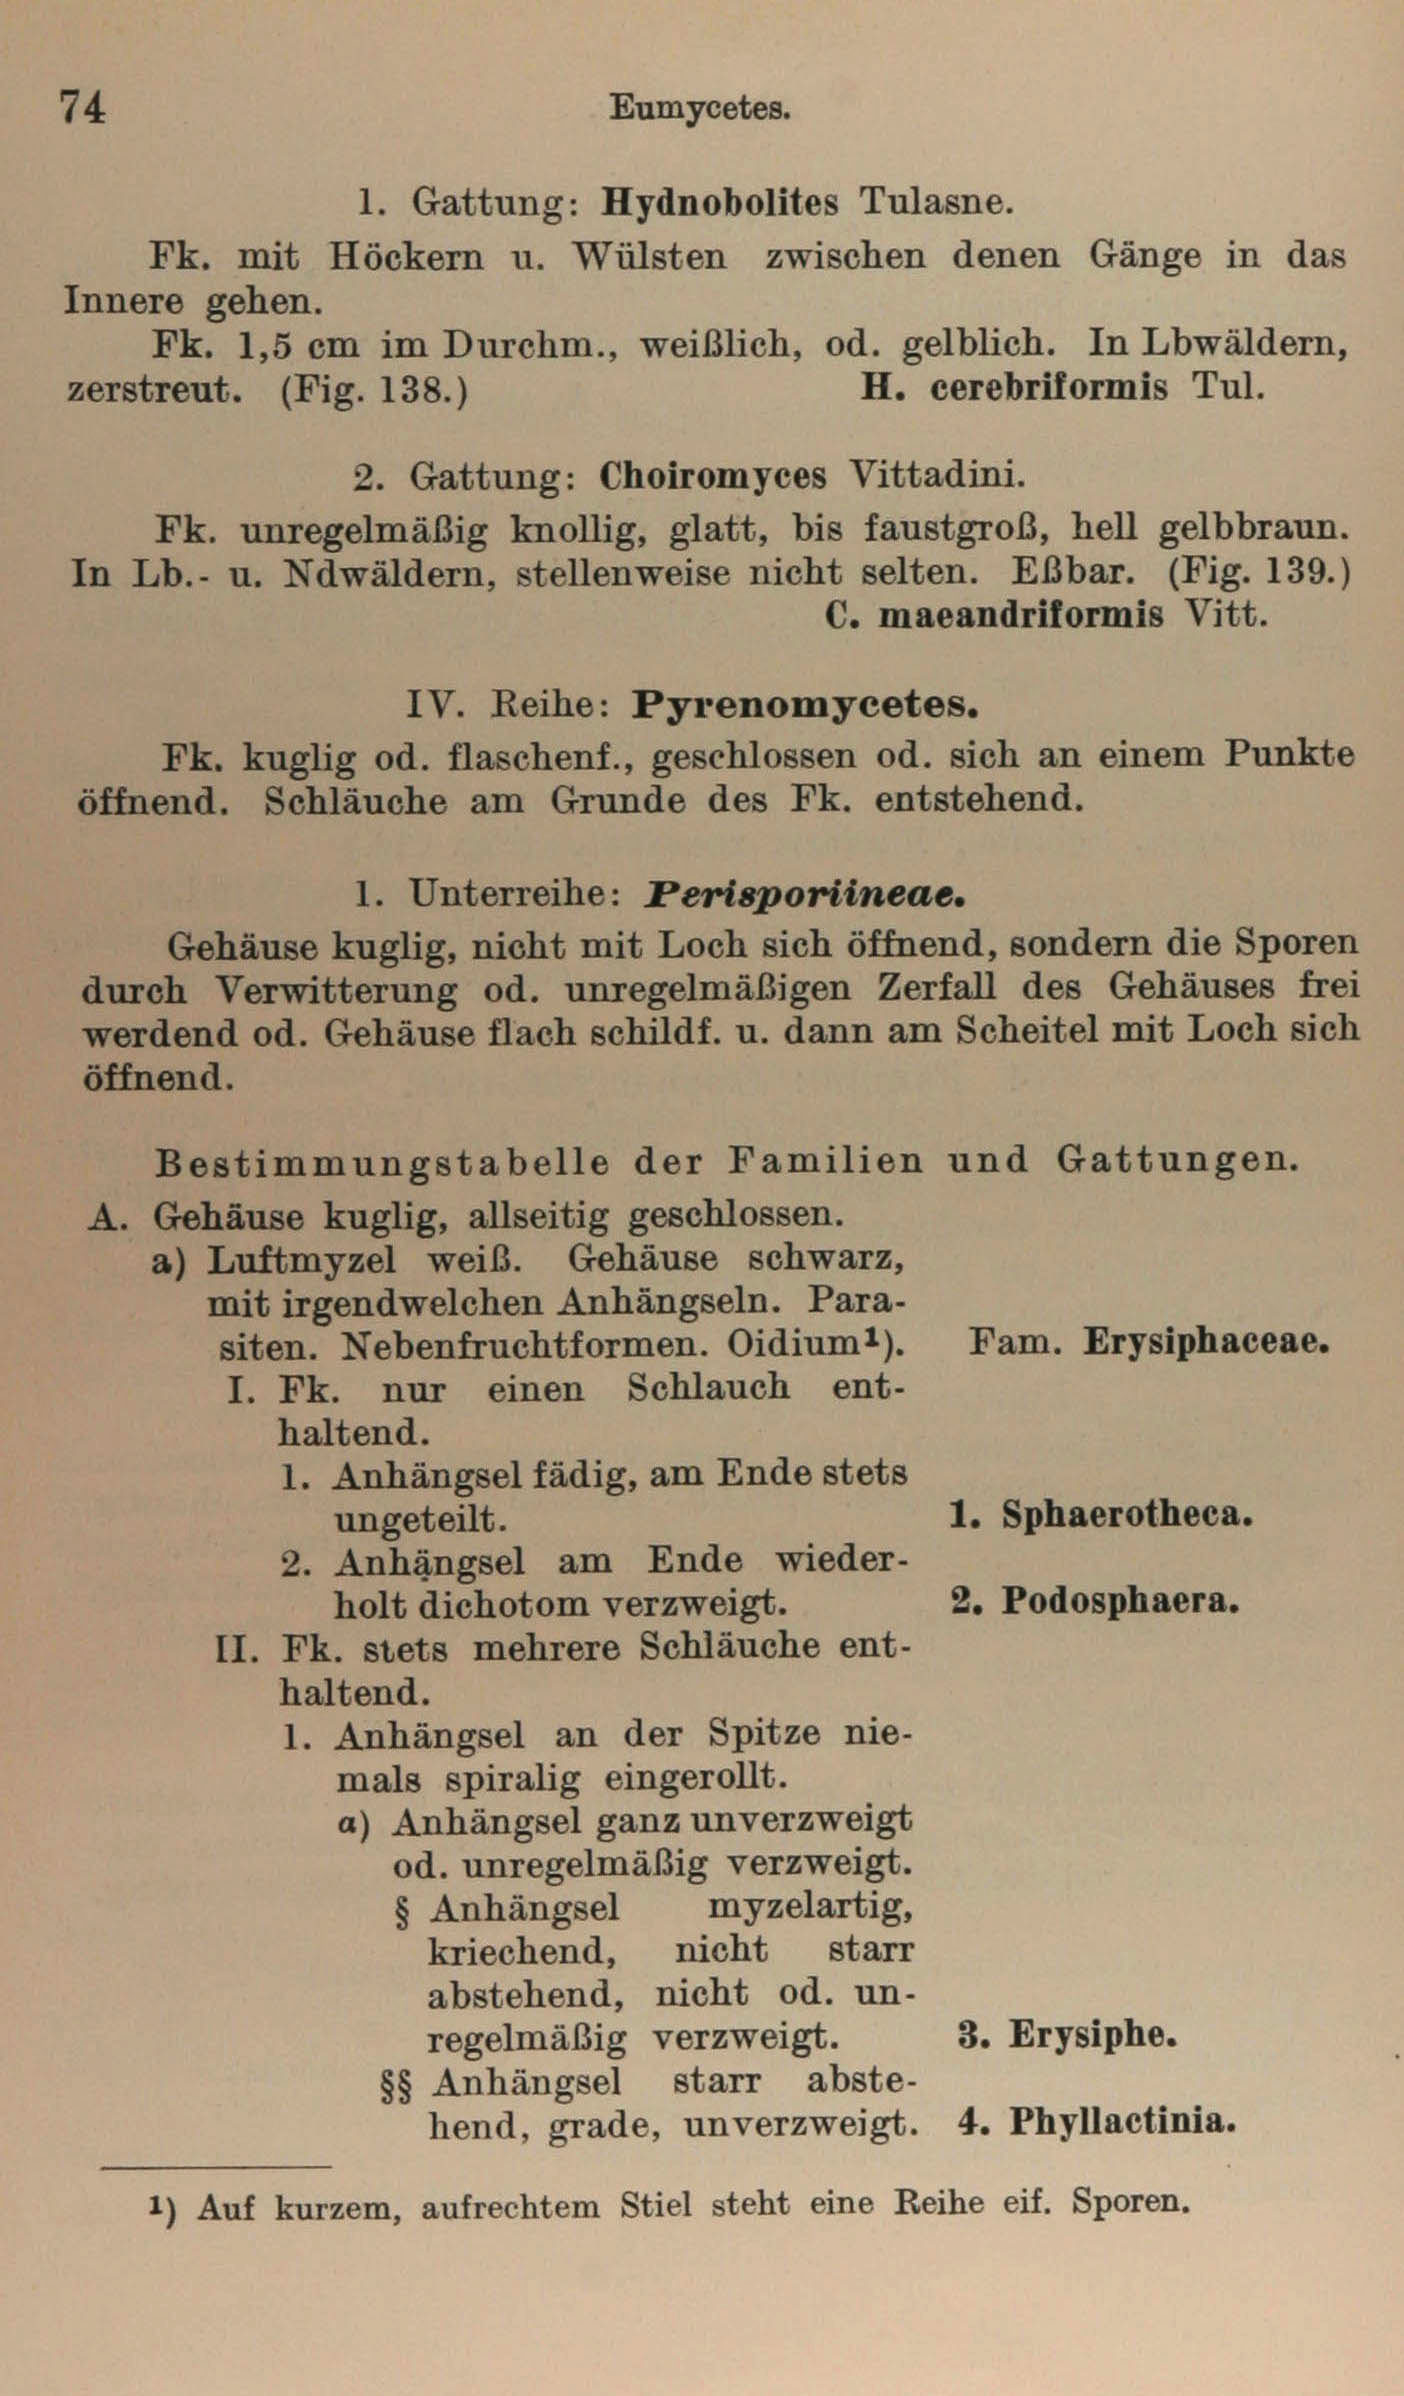 74 Eumycetes.
1. Gattung: Hydnobolites Tulasne.
Fk. mit Höckern u. Wülsten zwischen denen Gänge in das
Innere gehen.
Fk. 1,5 cm im Durchm., weißlich, od. gelblich. In Lbwäldern,
zerstreut. (Fig. 138.) H. cerebriformis Tul.
2. Gattung: Choiromyces Vittadini.
Fk. unregelmäßig knollig, glatt, bis faustgroß, hell gelbbraun.
In Lb.- u. Ndwäldern, stellenweise nicht selten. Eßbar. (Fig. 139.)
C. maeandriformis Vitt.
IV. Reihe: Pyrenomycetes.
Fk. kuglig od. flaschenf., geschlossen od. sich an einem Punkte
öffnend. Schläuche am Grunde des Fk. entstehend.
1. Unterreihe: Perisporiineae.
Gehäuse kuglig, nicht mit Loch sich öffnend, sondern die Sporen
durch Verwitterung od. unregelmäßigen Zerfall des Gehäuses frei
werdend od. Gehäuse flach schildf. u. dann am Scheitel mit Loch sich
öffnend.
Bestimmungstabelle der Familien und Gattungen.
A. Gehäuse kuglig, allseitig geschlossen.
a) Luftmyzel weiß. Gehäuse schwarz,
mit irgendwelchen Anhängseln. Para-
siten. Nebenfruchtformen. Oidium¹). Fam. Erysiphaceae.
I. Fk. nur einen Schlauch ent-
haltend.
1. Anhängsel fädig, am Ende stets
ungeteilt. 1. Sphaerotheca.
2. Anhängsel am Ende wieder-
holt dichotom verzweigt. 2. Podosphaera.
II. Fk. stets mehrere Schläuche ent-
haltend.
1. Anhängsel an der Spitze nie-
mals spiralig eingerollt.
α) Anhängsel ganz unverzweigt
od. unregelmäßig verzweigt.
§ Anhängsel myzelartig,
kriechend, nicht starr
abstehend, nicht od. un-
regelmäßig verzweigt. 3. Erysiphe.
§§ Anhängsel starr abste-
hend, grade, unverzweigt. 4. Phyllactinia.
¹) Auf kurzem, aufrechtem Stiel steht eine Reihe eif. Sporen.